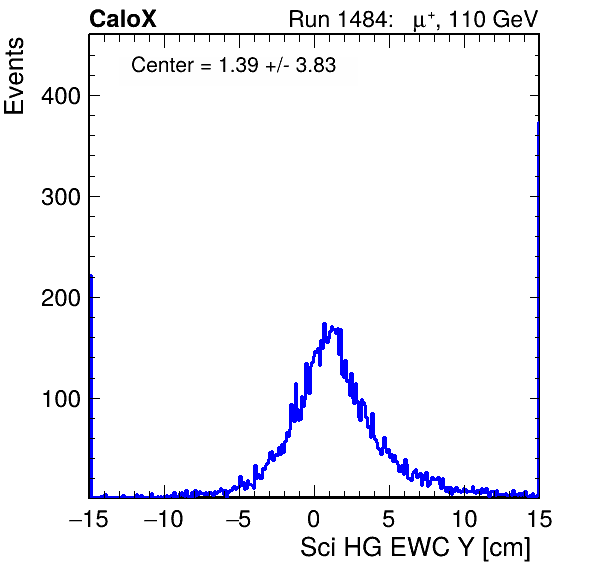 CaloX Run 1484: μ⁺, 110 GeV
Center = 1.39 +/- 3.83
Events
400
300
200
100
−15 −10 −5 0 5 10 15
Sci HG EWC Y [cm]